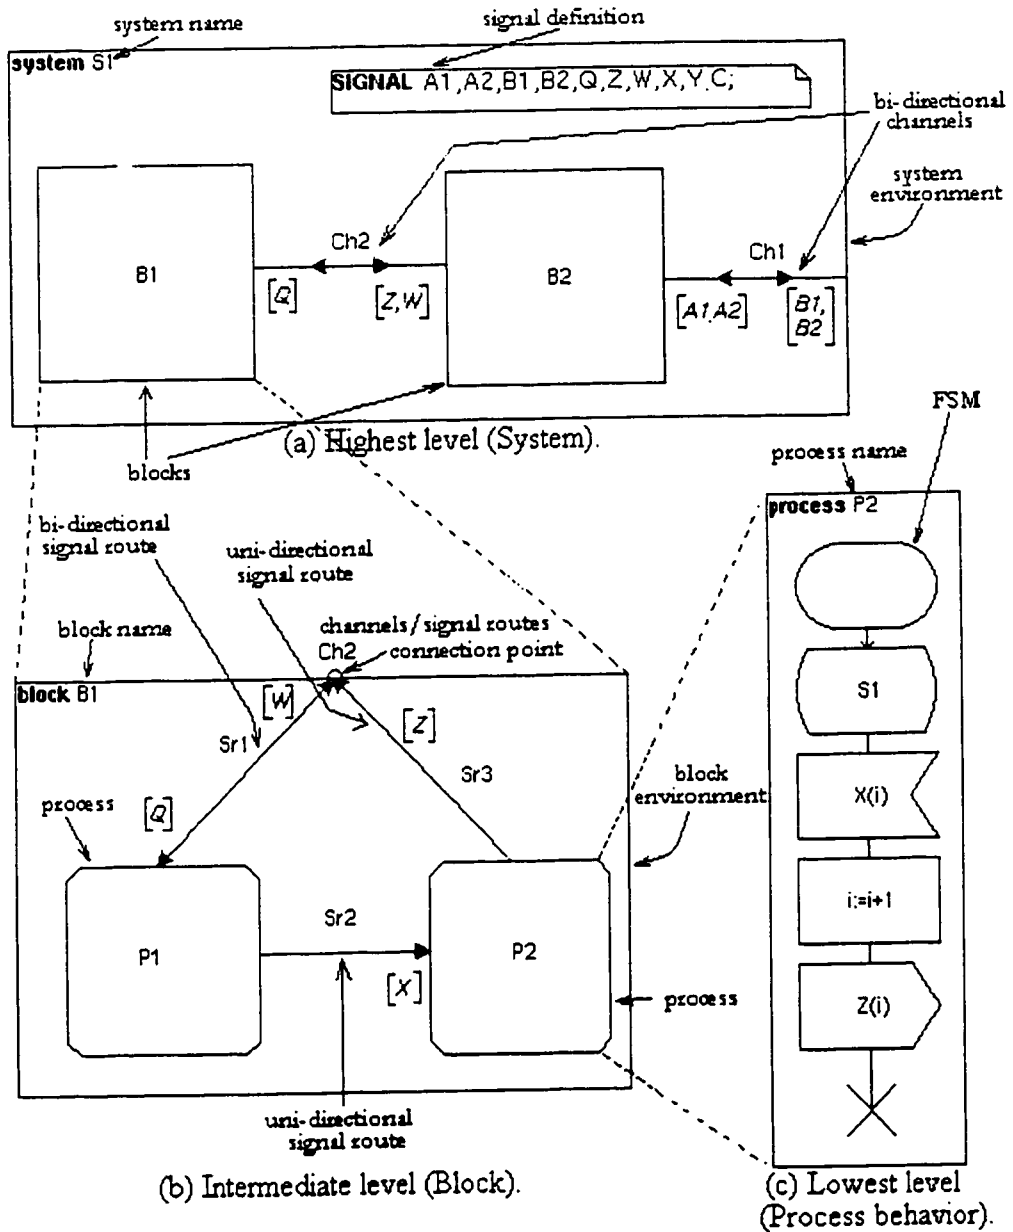 system name
signal definition
system S1
SIGNAL A1,A2,B1,B2,Q,Z,W,X,Y,C;
bi-directional
channels
system
environment
B1
Ch2
[Q]
[Z,W]
B2
Ch1
[A1,A2]
[B1,
B2]
blocks
(a) Highest level (System).
FSM
process name
bi-directional
signal route
uni-directional
signal route
block name
channels/signal routes
connection point
Ch2
block B1
[W]
[Z]
Sr1
Sr3
process
[Q]
block
environment
P1
Sr2
[X]
P2
process
uni-directional
signal route
(b) Intermediate level (Block).
process P2
S1
X(i)
i:=i+1
Z(i)
(c) Lowest level
(Process behavior).